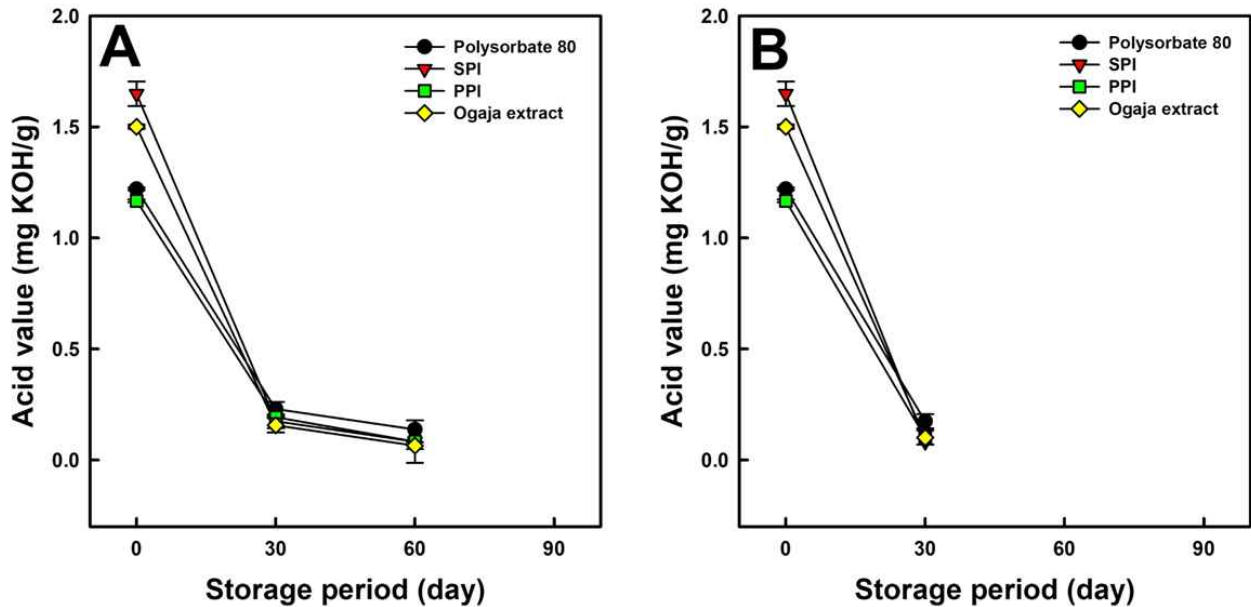 A
Polysorbate 80
SPI
PPI
Ogaja extract
Acid value (mg KOH/g)
2.0
1.5
1.0
0.5
0.0
0
30
60
90
Storage period (day)
B
Polysorbate 80
SPI
PPI
Ogaja extract
Acid value (mg KOH/g)
2.0
1.5
1.0
0.5
0.0
0
30
60
90
Storage period (day)